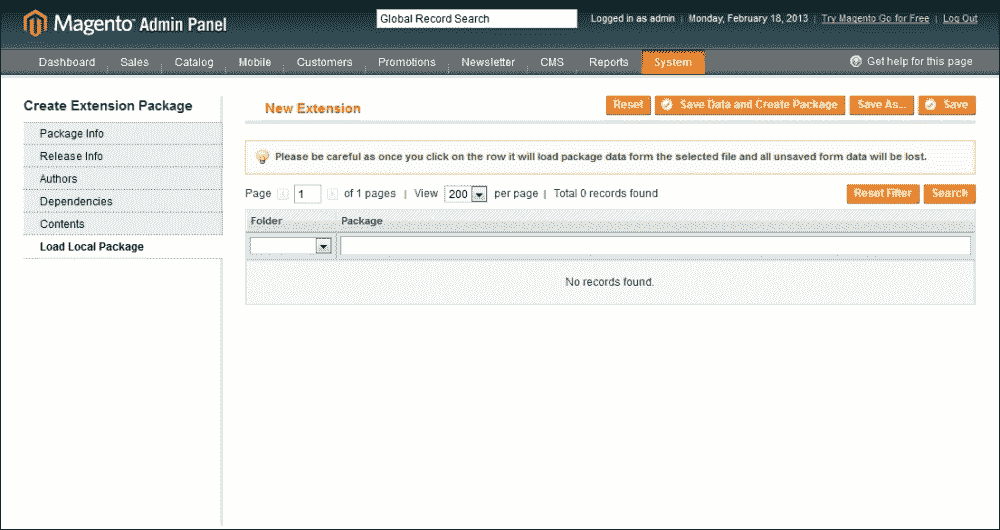 Magento Admin Panel
Global Record Search
Logged in as admin | Monday, February 18, 2013 | Try Magento Go for Free | Log Out
Dashboard Sales Catalog Mobile Customers Promotions Newsletter CMS Reports System Get help for this page
Create Extension Package
Package Info
Release Info
Authors
Dependencies
Contents
Load Local Package
New Extension
Reset Save Data and Create Package Save As... Save
Please be careful as once you click on the row it will load package data form the selected file and all unsaved form data will be lost.
Page 1 of 1 pages | View 200 per page | Total 0 records found
Reset Filter Search
Folder Package
No records found.